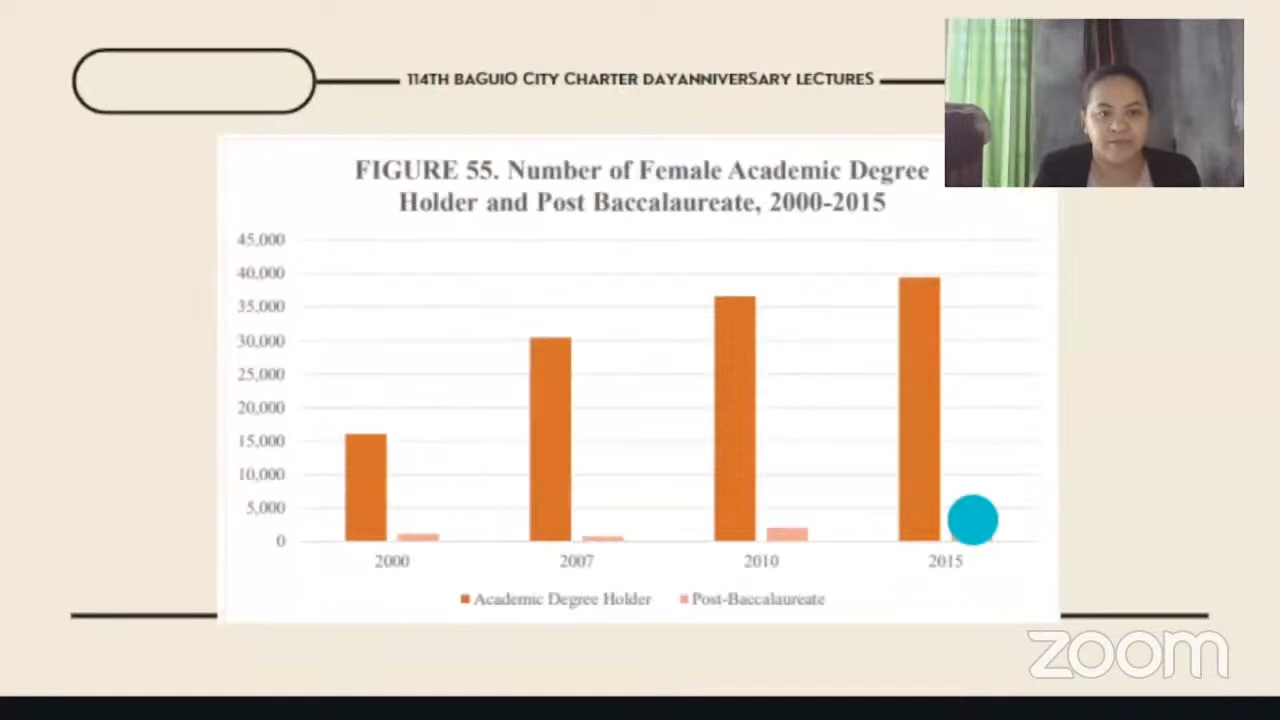 114TH BAGUIO CITY CHARTER DAYANNIVERSARY LECTURES
FIGURE 55. Number of Female Academic Degree
Holder and Post Baccalaureate, 2000-2015
45,000
40,000
35,000
30,000
25,000
20,000
15,000
10,000
5,000
0
2000 2007 2010 2015
Academic Degree Holder Post-Baccalaureate
zoom